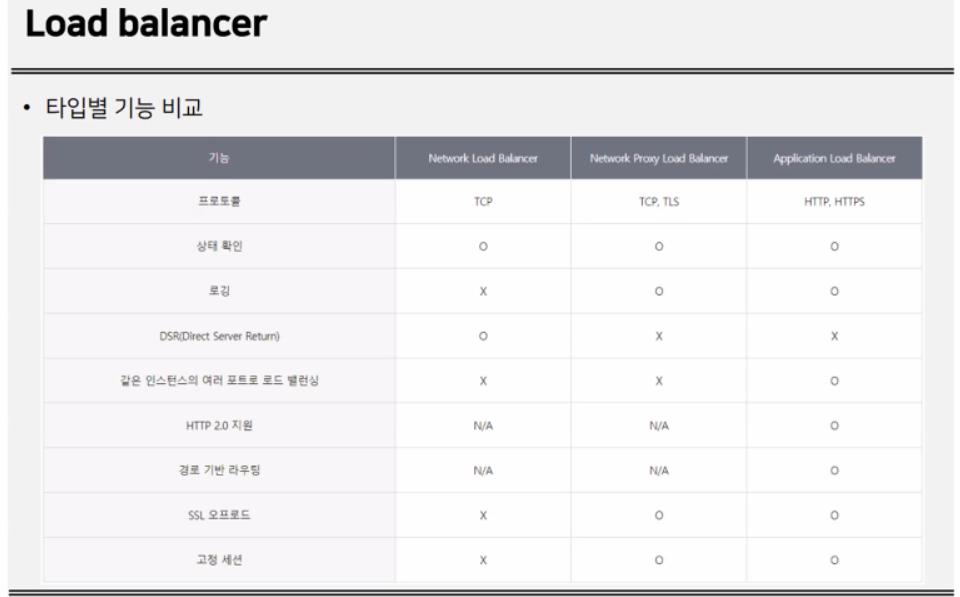 Load balancer
• 타입별 기능 비교
기능 Network Load Balancer Network Proxy Load Balancer Application Load Balancer
프로토콜 TCP TCP, TLS HTTP, HTTPS
상태 확인 O O O
로깅 X O O
DSR(Direct Server Return) O X X
같은 인스턴스의 여러 포트로 로드 밸런싱 X X O
HTTP 2.0 지원 N/A N/A O
경로 기반 라우팅 N/A N/A O
SSL 오프로드 X O O
고정 세션 X O O